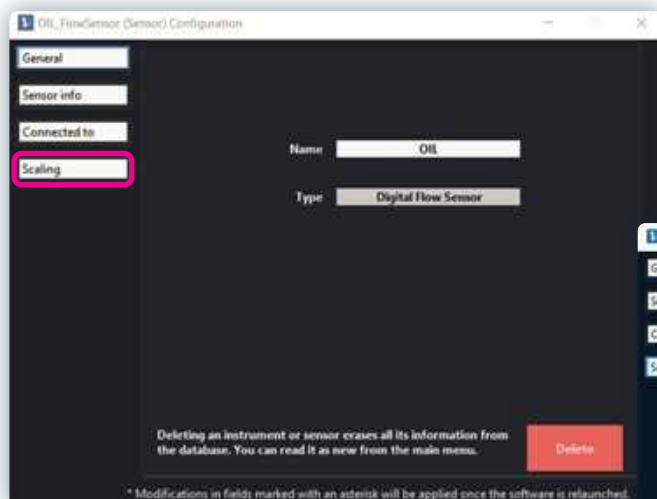 OIL_FlowSensor (Sensor) Configuration
General
Sensor info
Connected to
Scaling
Name OIL
Type Digital Flow Sensor
Deleting an instrument or sensor erases all its information from
the database. You can read it as new from the main menu.
Delete
* Modifications in fields marked with an asterisk will be applied once the software is relaunched.